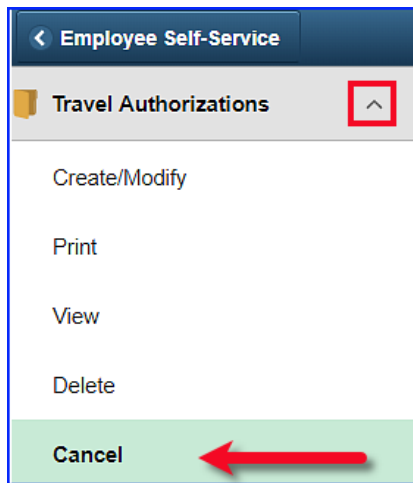 Employee Self-Service
Travel Authorizations
Create/Modify
Print
View
Delete
Cancel